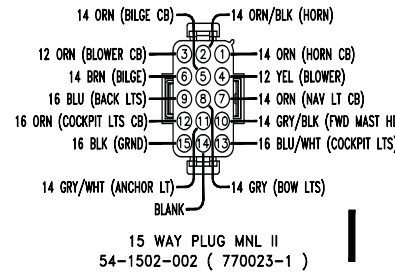 14 ORN (BILGE CB) 14 ORN/BLK (HORN)
12 ORN (BLOWER CB) 3 2 1 14 ORN (HORN CB)
14 BRN (BILGE) 6 5 4 12 YEL (BLOWER)
16 BLU (BACK LTS) 9 8 7 14 ORN (NAV LT CB)
16 ORN (COCKPIT LTS CB) 12 11 10 14 GRY/BLK (FWD MAST HD
16 BLK (GRND) 15 14 13 16 BLU/WHT (COCKPIT LTS)
14 GRY/WHT (ANCHOR LT) 14 GRY (BOW LTS)
BLANK
15 WAY PLUG MNL II
54-1502-002 ( 770023-1 )